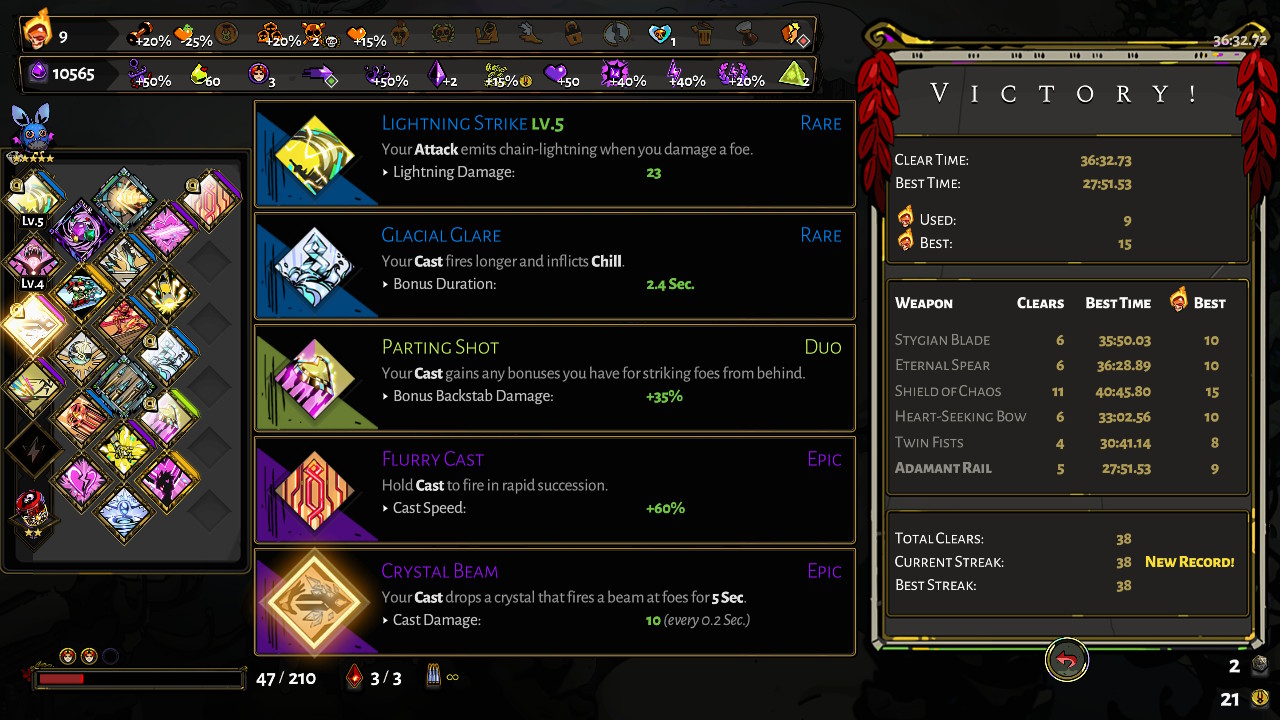 9
+20%
-25%
+20%
2
+15%
1
36:32.72
10565
+50%
60
3
+50%
+2
+15%
+50
+40%
+40%
+20%
2
VICTORY!
LIGHTNING STRIKE LV.5 RARE
Your Attack emits chain-lightning when you damage a foe.
Lightning Damage: 23
GLACIAL GLARE RARE
Your Cast fires longer and inflicts Chill.
Bonus Duration: 2.4 Sec.
PARTING SHOT DUO
Your Cast gains any bonuses you have for striking foes from behind.
Bonus Backstab Damage: +35%
FLURRY CAST EPIC
Hold Cast to fire in rapid succession.
Cast Speed: +60%
CRYSTAL BEAM EPIC
Your Cast drops a crystal that fires a beam at foes for 5 Sec.
Cast Damage: 10 (every 0.2 Sec.)
Lv.5
Lv.4
47 / 210
3 / 3
∞
CLEAR TIME: 36:32.73
BEST TIME: 27:51.53
USED: 9
BEST: 15
WEAPON CLEARS BEST TIME BEST
STYGIAN BLADE 6 35:50.03 10
ETERNAL SPEAR 6 36:28.89 10
SHIELD OF CHAOS 11 40:45.80 15
HEART-SEEKING BOW 6 33:02.56 10
TWIN FISTS 4 30:41.14 8
ADAMANT RAIL 5 27:51.53 9
TOTAL CLEARS: 38
CURRENT STREAK: 38 NEW RECORD!
BEST STREAK: 38
2
21